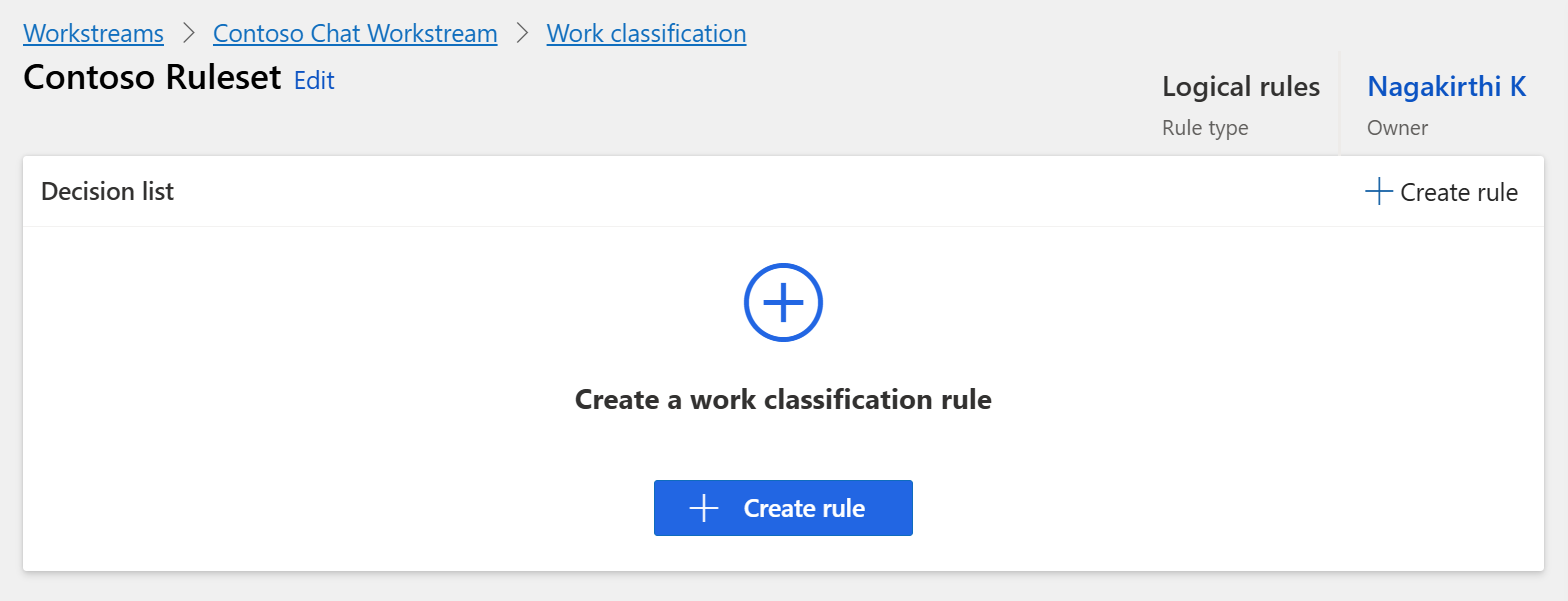 Workstreams > Contoso Chat Workstream > Work classification
Contoso Ruleset Edit
Logical rules
Rule type
Nagakirthi K
Owner
Decision list
+ Create rule
Create a work classification rule
+ Create rule